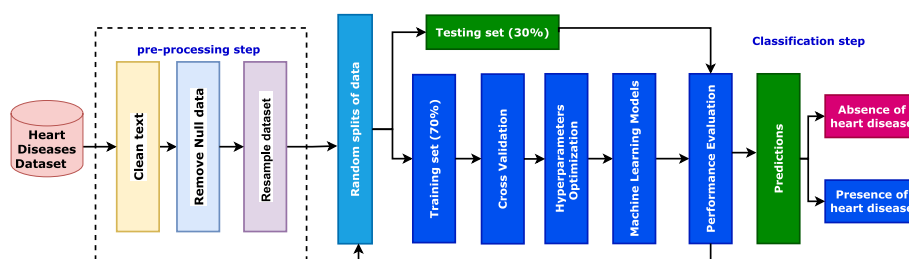 pre-processing step
Heart
Diseases
Dataset
Clean text
Remove Null data
Resample dataset
Random splits of data
Testing set (30%)
Training set (70%)
Cross Validation
Hyperparameters
Optimization
Machine Learning Models
Performance Evaluation
Classification step
Predictions
Absence of
heart disease
Presence of
heart disease